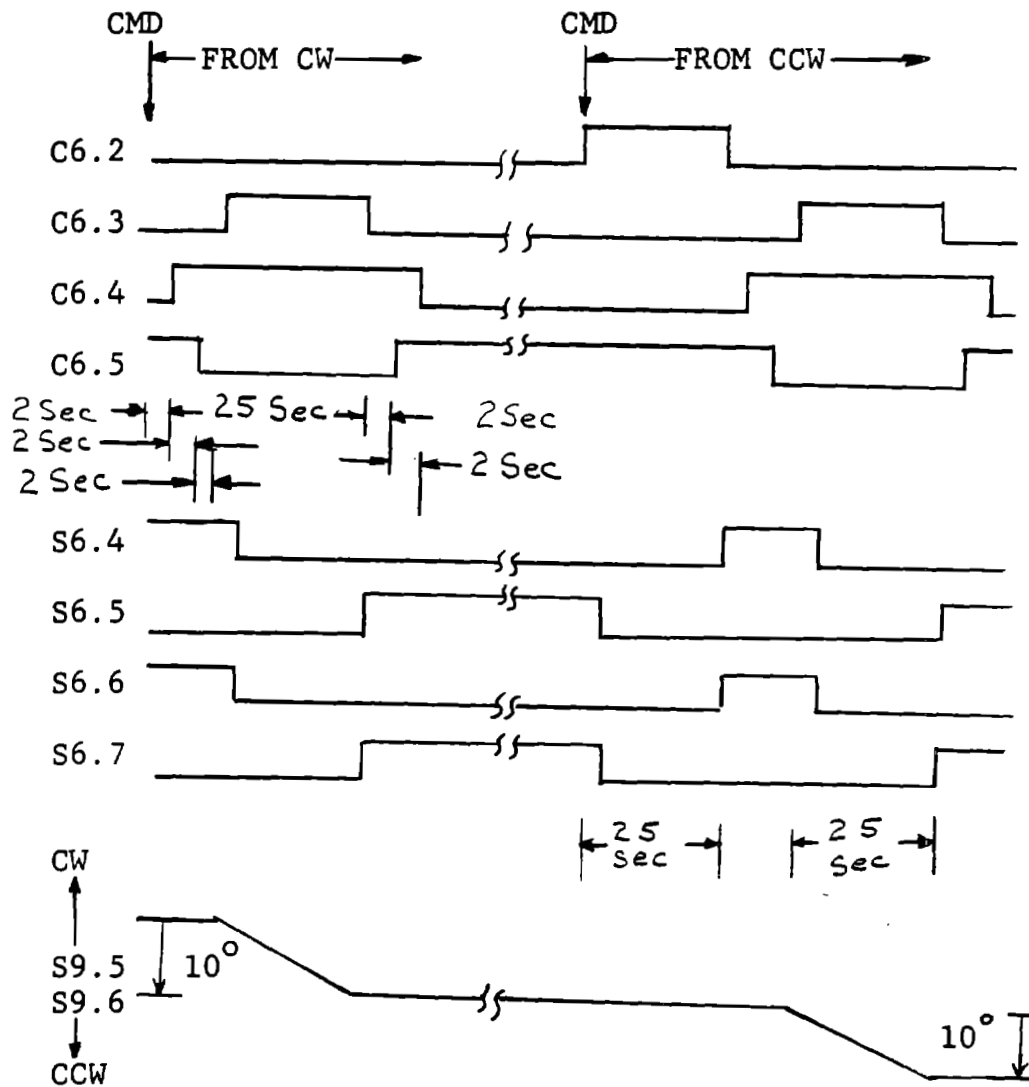 CMD CMD
FROM CW FROM CCW
C6.2
C6.3
C6.4
C6.5
2 Sec 25 Sec 2 Sec
2 Sec 2 Sec
2 Sec
S6.4
S6.5
S6.6
S6.7
25 sec 25 sec
CW
S9.5 10°
S9.6
10°
CCW